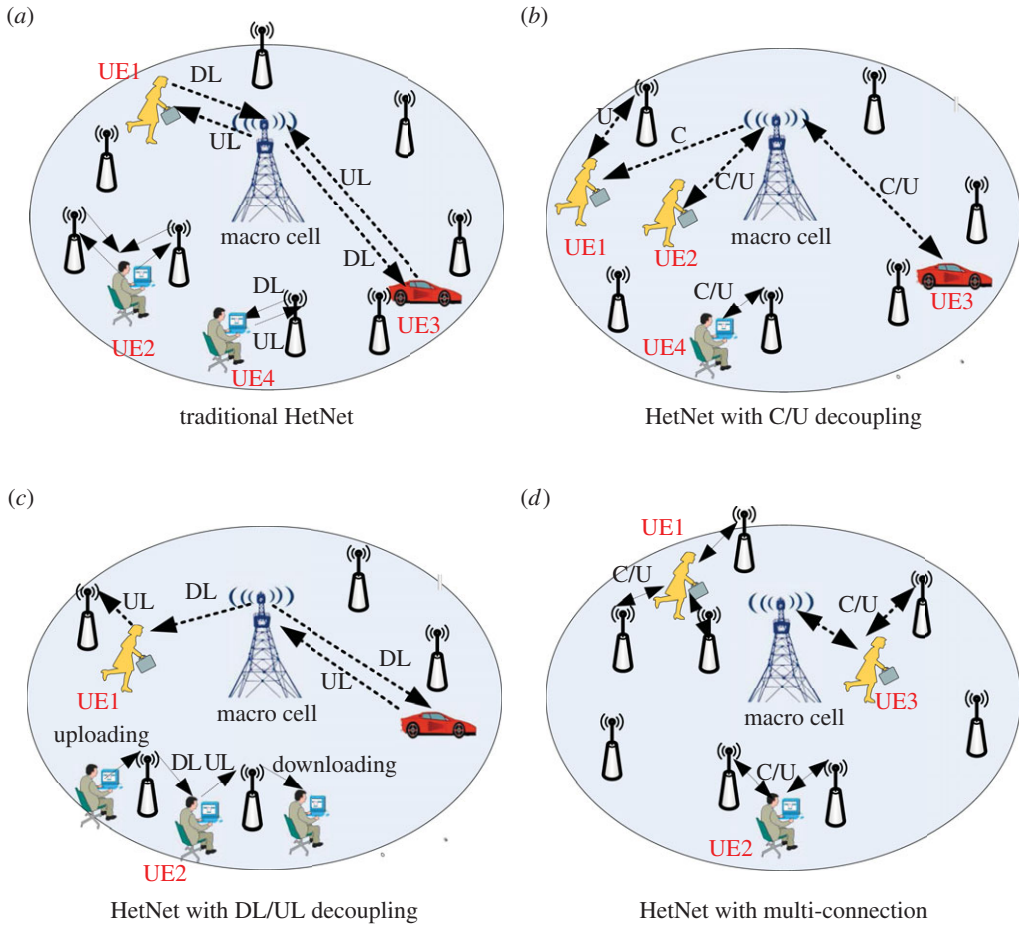 (a)
UE1
DL
UL
UL
macro cell
DL
DL
UE2
UL
UE3
UE4
traditional HetNet
(b)
U
C
C/U
C/U
UE1
UE2
macro cell
C/U
UE3
UE4
HetNet with C/U decoupling
(c)
UL
DL
DL
UL
UE1
macro cell
uploading
DL UL
downloading
UE2
HetNet with DL/UL decoupling
(d)
UE1
C/U
C/U
UE3
macro cell
C/U
UE2
HetNet with multi-connection